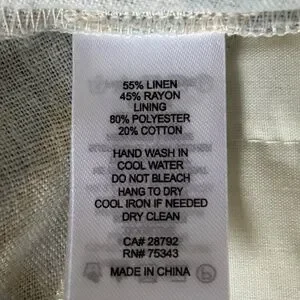 55% LINEN
45% RAYON
LINING
80% POLYESTER
20% COTTON
HAND WASH IN
COOL WATER
DO NOT BLEACH
HANG TO DRY
COOL IRON IF NEEDED
DRY CLEAN
CA# 28792
RN# 75343
MADE IN CHINA